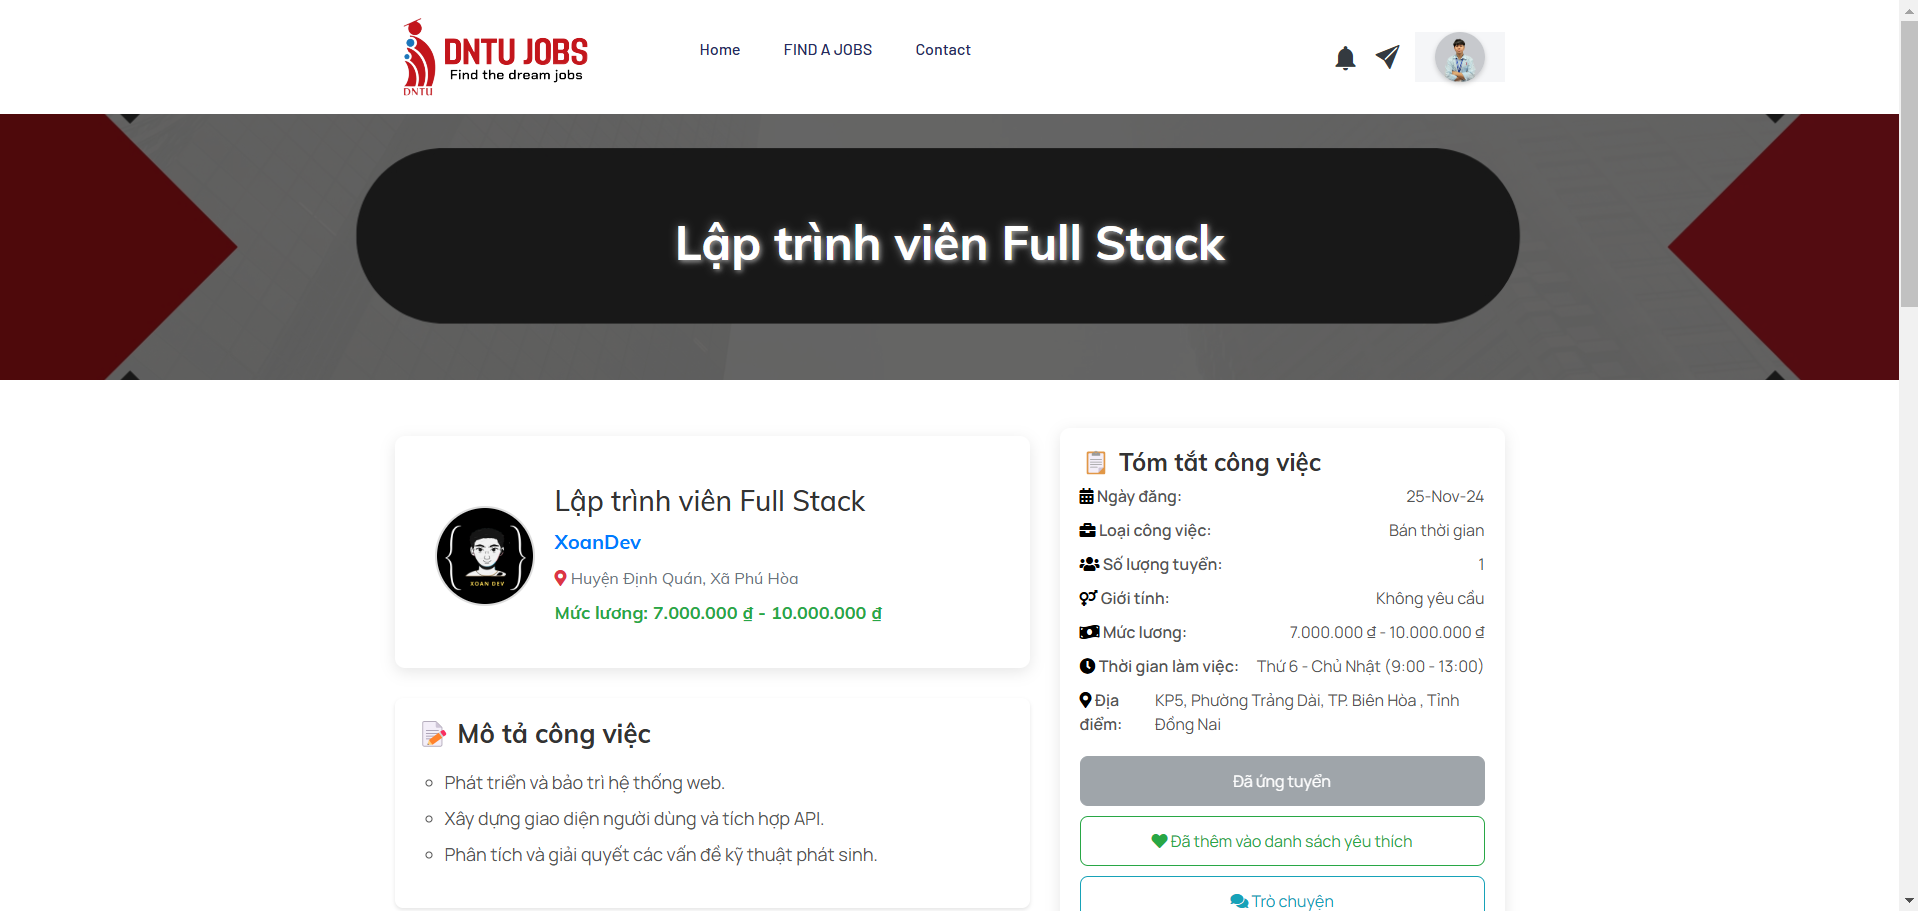 DNTU JOBS
Find the dream jobs
DNTU
Home
FIND A JOBS
Contact
Lập trình viên Full Stack
Lập trình viên Full Stack
XoanDev
Huyện Định Quán, Xã Phú Hòa
Mức lương: 7.000.000 ₫ - 10.000.000 ₫
XOAN DEV
Mô tả công việc
Phát triển và bảo trì hệ thống web.
Xây dựng giao diện người dùng và tích hợp API.
Phân tích và giải quyết các vấn đề kỹ thuật phát sinh.
Tóm tắt công việc
Ngày đăng: 25-Nov-24
Loại công việc: Bán thời gian
Số lượng tuyển: 1
Giới tính: Không yêu cầu
Mức lương: 7.000.000 ₫ - 10.000.000 ₫
Thời gian làm việc: Thứ 6 - Chủ Nhật (9:00 - 13:00)
Địa điểm: KP5, Phường Trảng Dài, TP. Biên Hòa , Tỉnh
Đồng Nai
Đã ứng tuyển
Đã thêm vào danh sách yêu thích
Trò chuyện